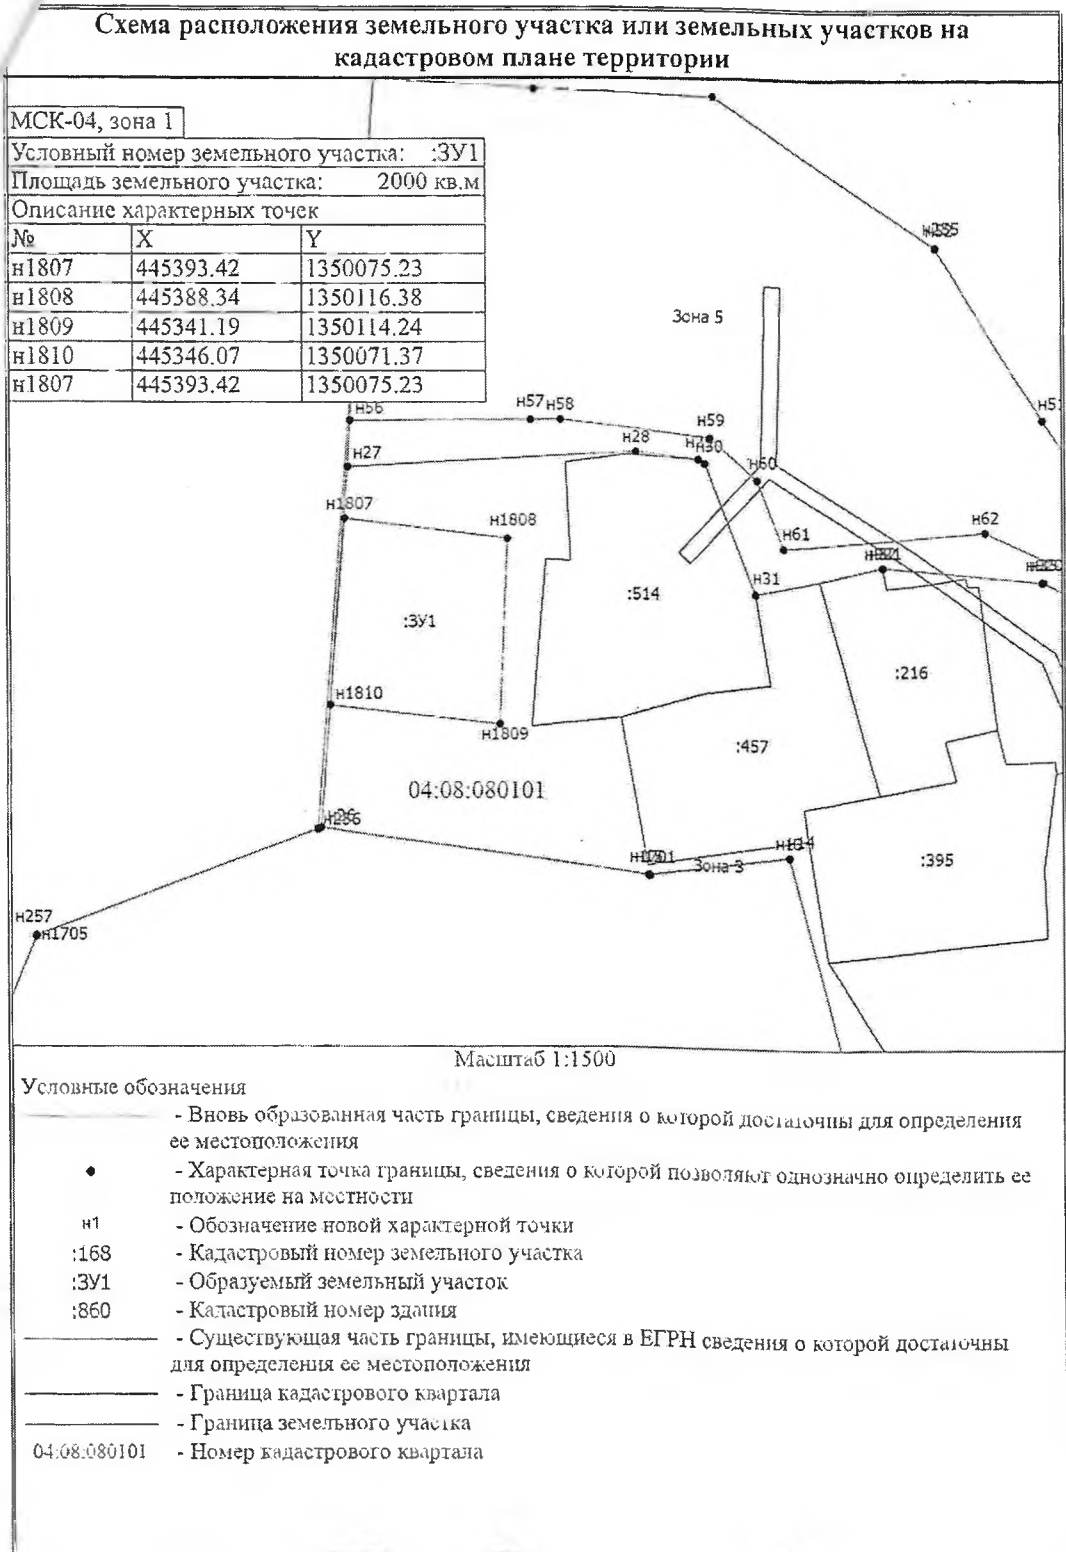 Схема расположения земельного участка или земельных участков на
кадастровом плане территории
МСК-04, зона 1
Условный номер земельного участка: :ЗУ1
Площадь земельного участка: 2000 кв.м
Описание характерных точек
№ X Y
н1807 445393.42 1350075.23
н1808 445388.34 1350116.38
н1809 445341.19 1350114.24
н1810 445346.07 1350071.37
н1807 445393.42 1350075.23
Зона 5
н56
н57
н58
н59
н27
н28
н30
н60
н1807
н1808
н61
н62
н31
:514
:ЗУ1
:216
н1810
н1809
:457
04:08:080101
Зона 3
:395
н257
н1705
Масштаб 1:1500
Условные обозначения
- Вновь образованная часть границы, сведения о которой достаточны для определения
ее местоположения
- Характерная точка границы, сведения о которой позволяют однозначно определить ее
положение на местности
н1 - Обозначение новой характерной точки
:168 - Кадастровый номер земельного участка
:ЗУ1 - Образуемый земельный участок
:860 - Кадастровый номер здания
- Существующая часть границы, имеющиеся в ЕГРН сведения о которой достаточны
для определения ее местоположения
- Граница кадастрового квартала
- Граница земельного участка
04:08:080101 - Номер кадастрового квартала